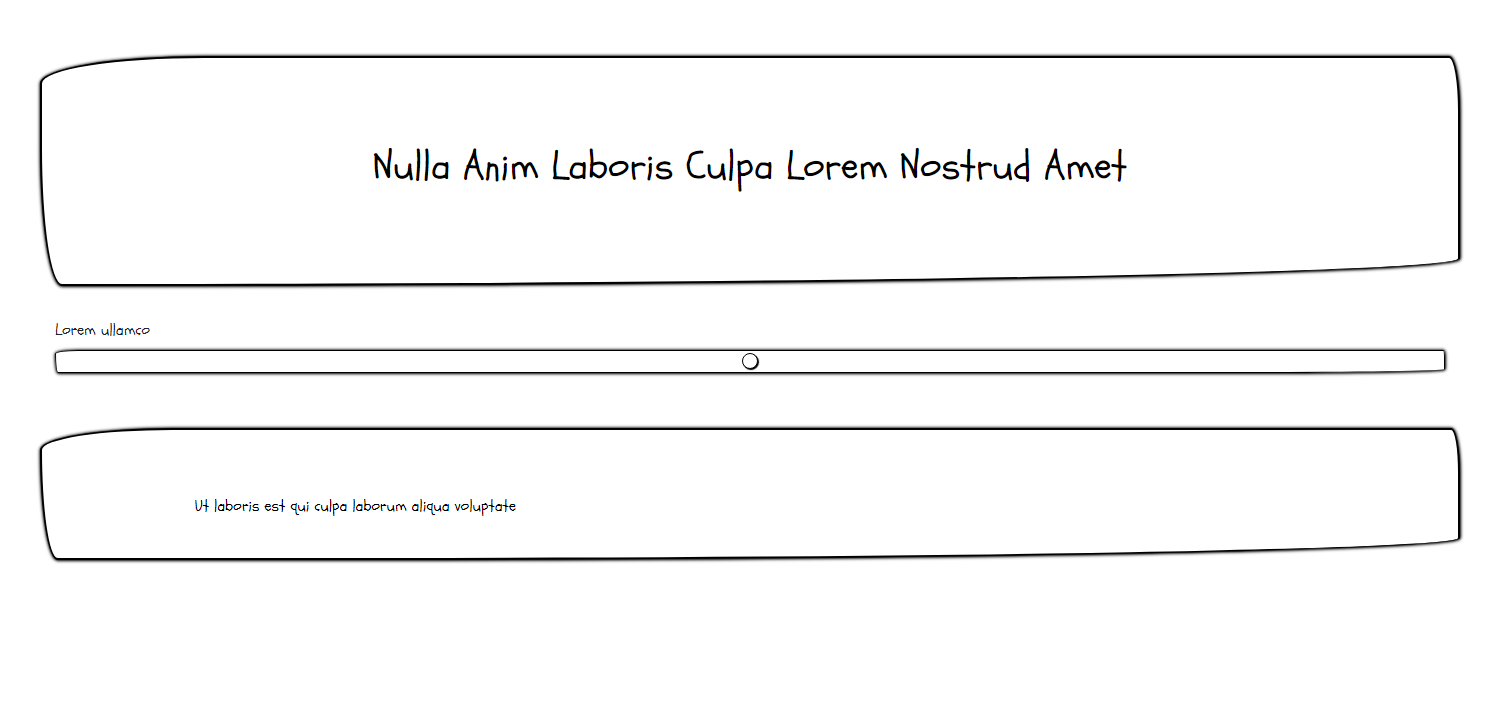 Nulla Anim Laboris Culpa Lorem Nostrud Amet
Lorem ullamco
Ut laboris est qui culpa laborum aliqua voluptate